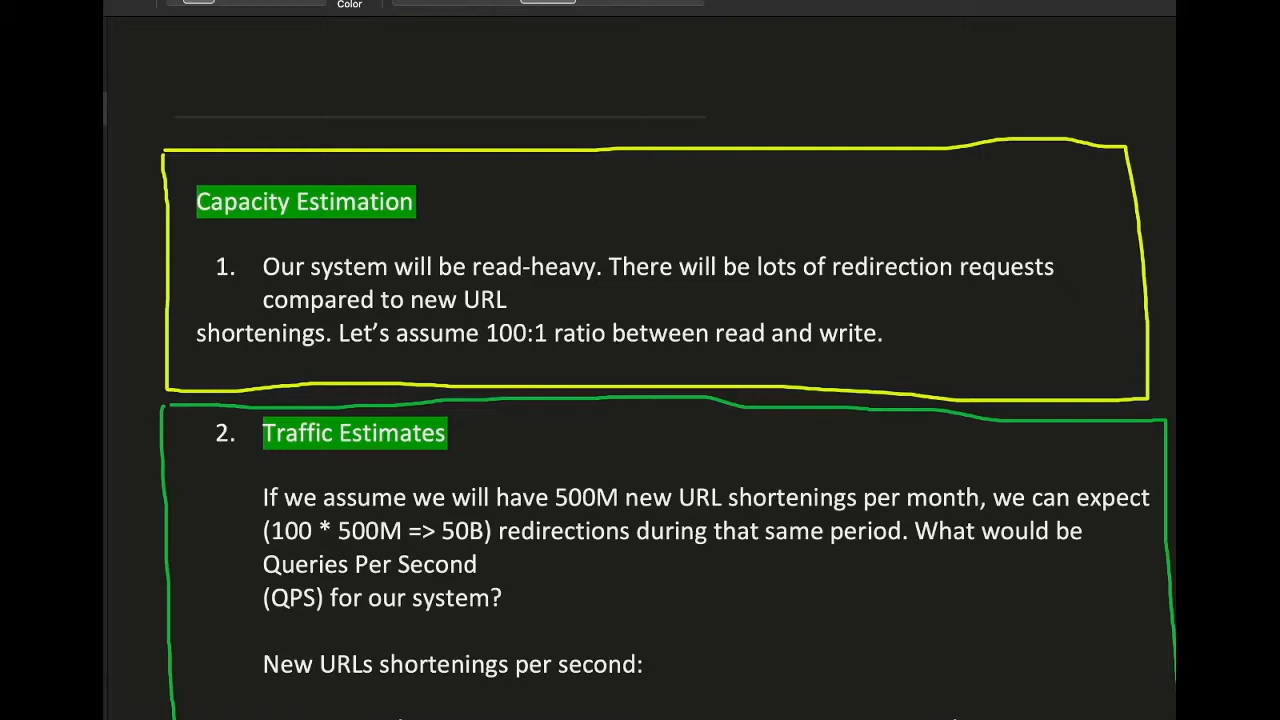 Color
Capacity Estimation
1. Our system will be read-heavy. There will be lots of redirection requests
compared to new URL
shortenings. Let’s assume 100:1 ratio between read and write.
2. Traffic Estimates
If we assume we will have 500M new URL shortenings per month, we can expect
(100 * 500M => 50B) redirections during that same period. What would be
Queries Per Second
(QPS) for our system?
New URLs shortenings per second: